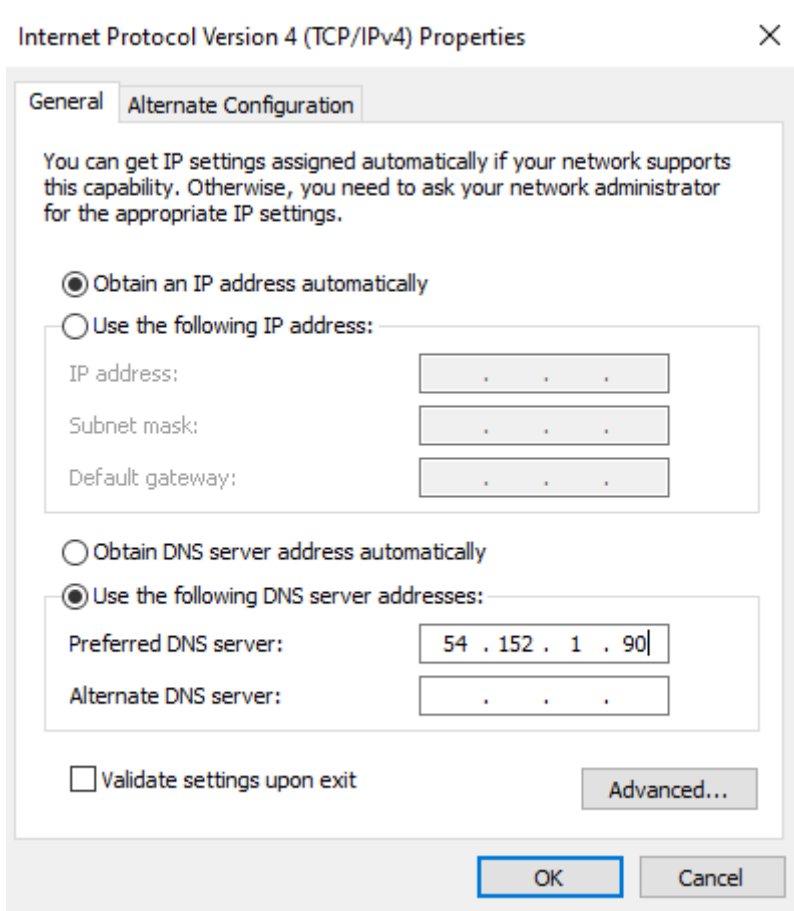 Internet Protocol Version 4 (TCP/IPv4) Properties
General
Alternate Configuration
You can get IP settings assigned automatically if your network supports
this capability. Otherwise, you need to ask your network administrator
for the appropriate IP settings.
Obtain an IP address automatically
Use the following IP address:
IP address: . . .
Subnet mask: . . .
Default gateway: . . .
Obtain DNS server address automatically
Use the following DNS server addresses:
Preferred DNS server: 54 . 152 . 1 . 90
Alternate DNS server: . . .
Validate settings upon exit
Advanced...
OK
Cancel